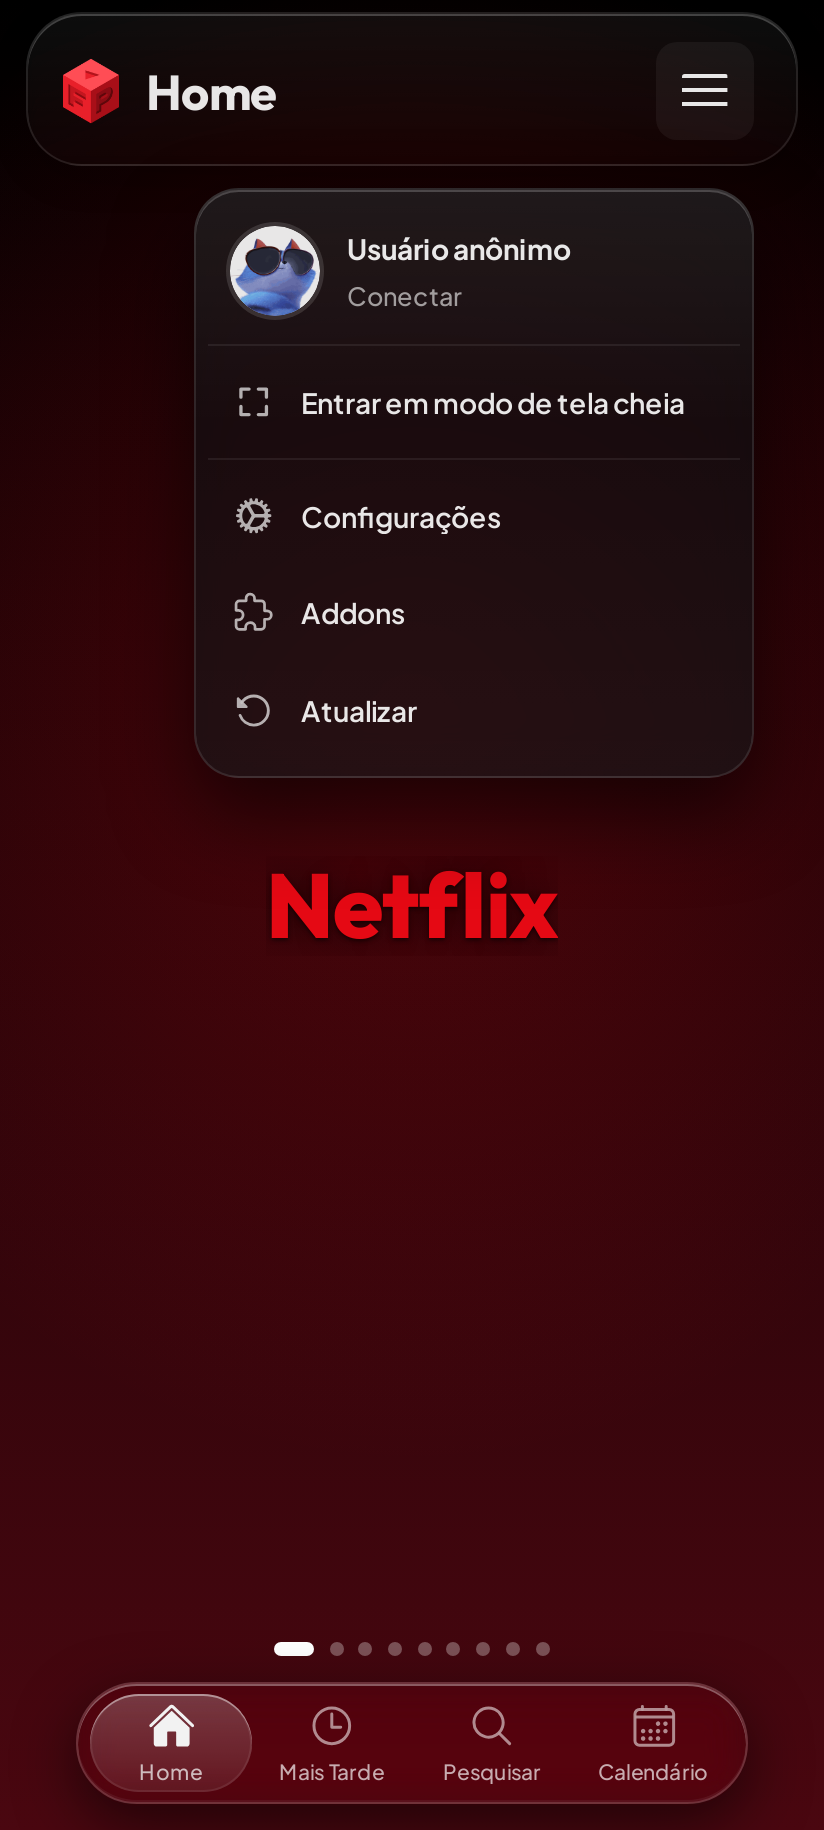 Home
Usuário anônimo
Conectar
Entrar em modo de tela cheia
Configurações
Addons
Atualizar
Netflix
Home
Mais Tarde
Pesquisar
Calendário